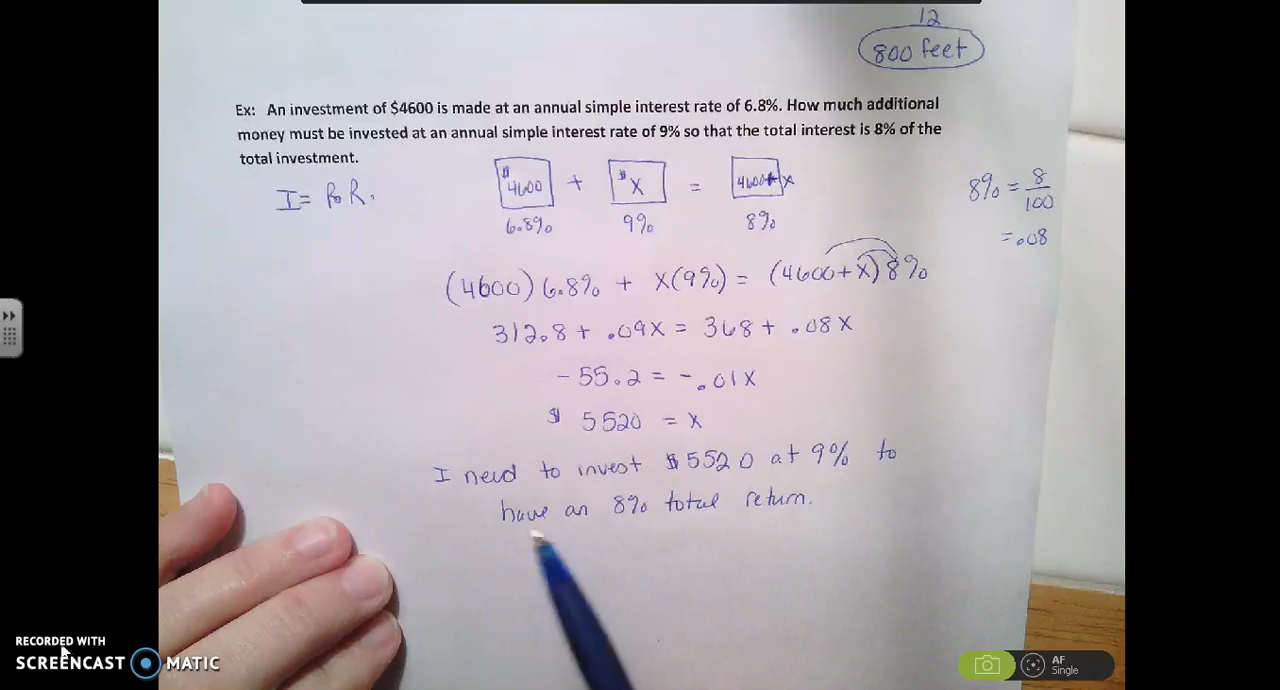 12
800 feet
Ex: An investment of $4600 is made at an annual simple interest rate of 6.8%. How much additional
money must be invested at an annual simple interest rate of 9% so that the total interest is 8% of the
total investment.
I = P R.
$ 4600 + $ X = 4600+X
6.8% 9% 8%
8% = 8/100
= .08
(4600) 6.8% + X(9%) = (4600+X) 8%
312.8 + .09X = 368 + .08X
-55.2 = -.01X
$ 5520 = X
I need to invest $5520 at 9% to
have an 8% total return.
RECORDED WITH
SCREENCAST MATIC
AF
Single